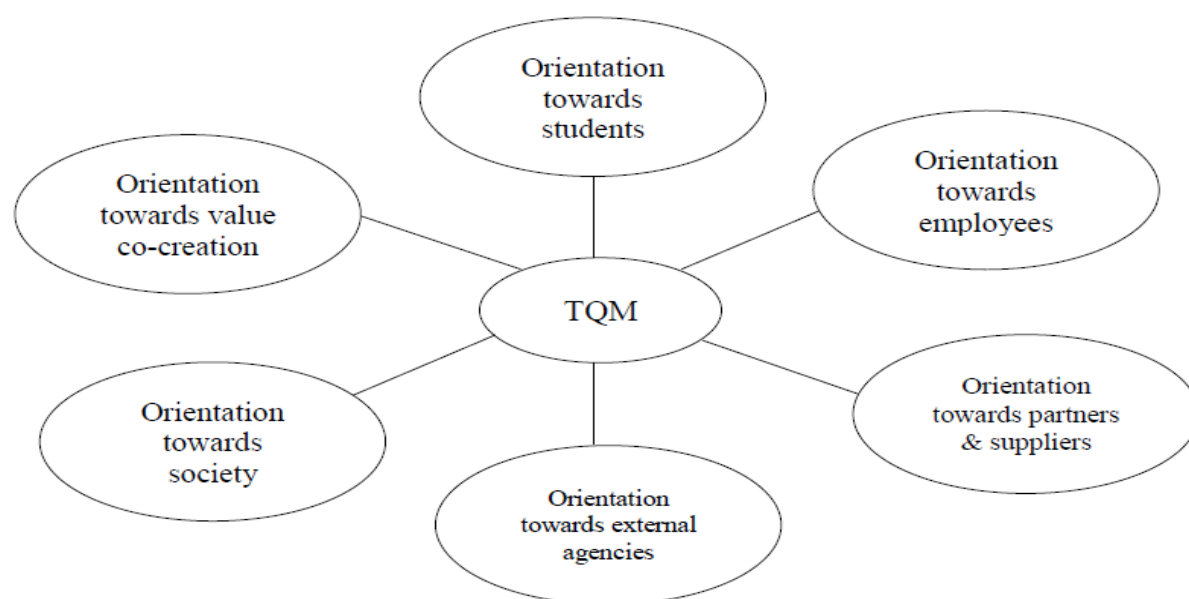 Orientation
towards
students
Orientation
towards value
co-creation
Orientation
towards
employees
TQM
Orientation
towards
society
Orientation
towards partners
& suppliers
Orientation
towards external
agencies